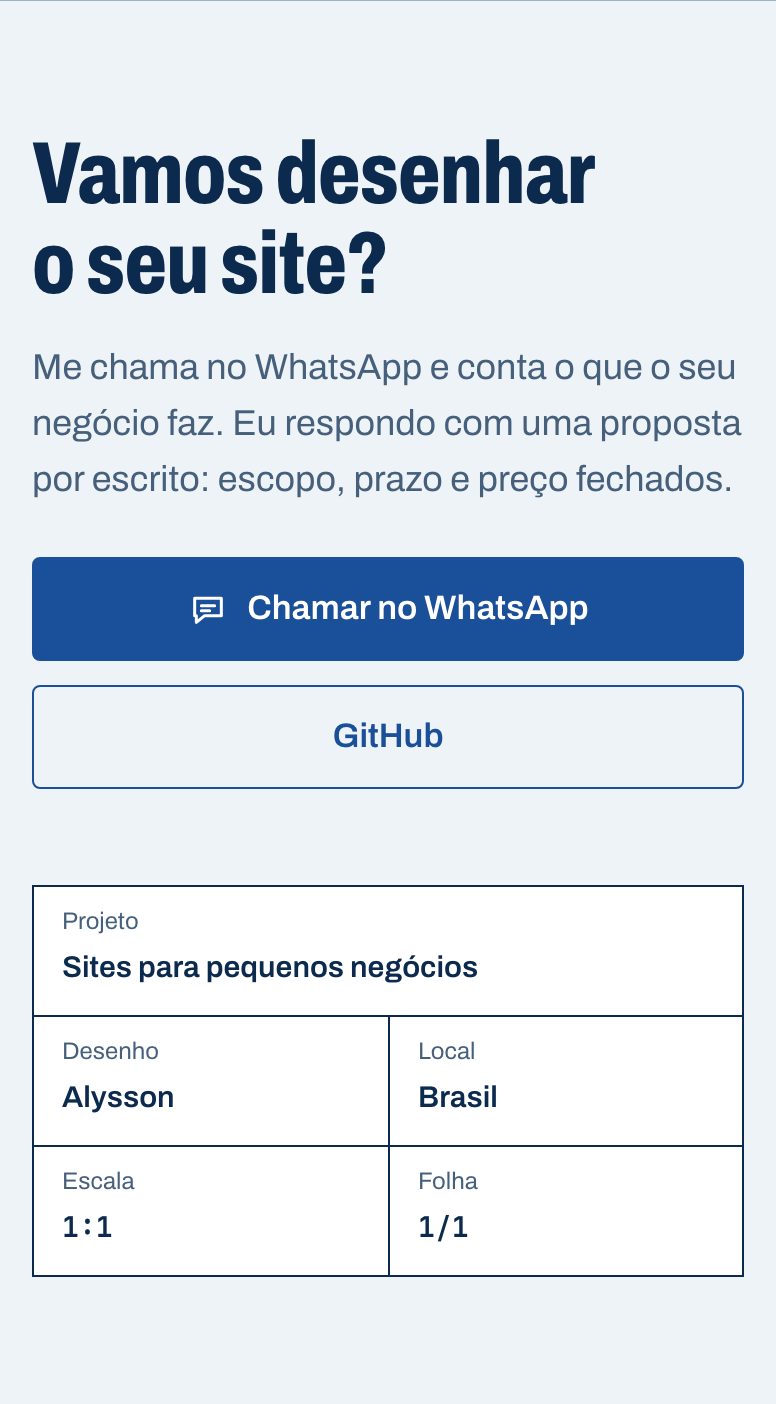 Vamos desenhar
o seu site?
Me chama no WhatsApp e conta o que o seu
negócio faz. Eu respondo com uma proposta
por escrito: escopo, prazo e preço fechados.
Chamar no WhatsApp
GitHub
Projeto
Sites para pequenos negócios
Desenho
Alysson
Local
Brasil
Escala
1:1
Folha
1/1